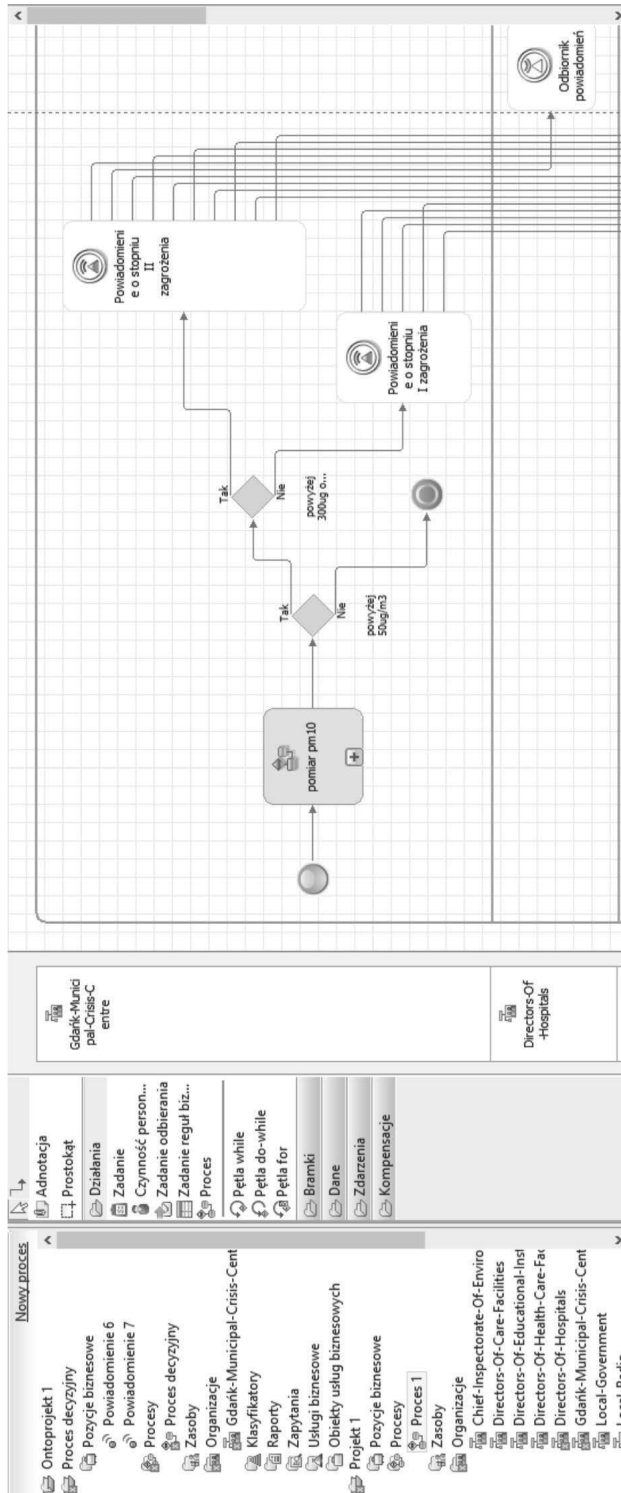 Nowy proces
Ontoprojekt 1
Proces decyzyjny
Pozycje biznesowe
Powiadomienie 6
Powiadomienie 7
Procesy
Proces decyzyjny
Zasoby
Organizacje
Gdańk-Municipal-Crisis-Cent
Klasyfikatory
Raporty
Zapytania
Usługi biznesowe
Obiekty usług biznesowych
Projekt 1
Pozycje biznesowe
Procesy
Proces 1
Zasoby
Organizacje
Chief-Inspectorate-Of-Enviro
Directors-Of-Care-Facilities
Directors-Of-Educational-Inst
Directors-Of-Health-Care-Fac
Directors-Of-Hospitals
Gdańk-Municipal-Crisis-Cent
Local-Government
Adnotacja
Prostokąt
Działania
Zadanie
Czynność person...
Zadanie odbierania
Zadanie reguł biz...
Proces
Pętla while
Pętla do-while
Pętla for
Bramki
Dane
Zdarzenia
Kompensacje
Gdańk-Munici
pal-Crisis-C
entre
Directors-Of
-Hospitals
pomiar pm10
Tak
Nie
powyżej
50ug/m3
Tak
Nie
powyżej
300ug o...
Powiadomieni
e o stopniu
II
zagrożenia
Powiadomieni
e o stopniu
I zagrożenia
Odbiornik
powiadomień